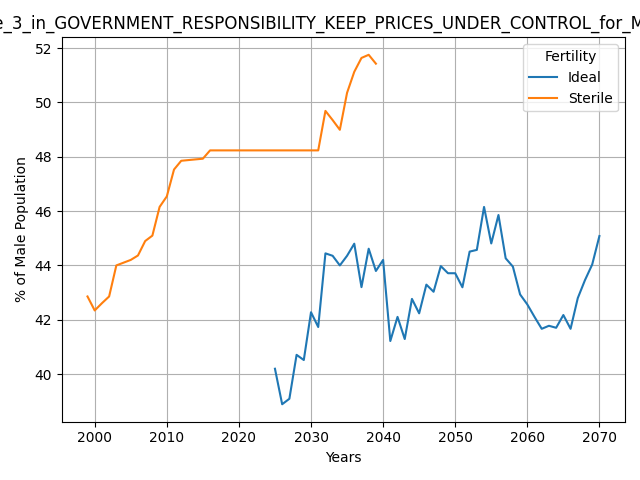 e_3_in_GOVERNMENT_RESPONSIBILITY_KEEP_PRICES_UNDER_CONTROL_for_M
Fertility
Ideal
Sterile
% of Male Population
52
50
48
46
44
42
40
2000 2010 2020 2030 2040 2050 2060 2070
Years